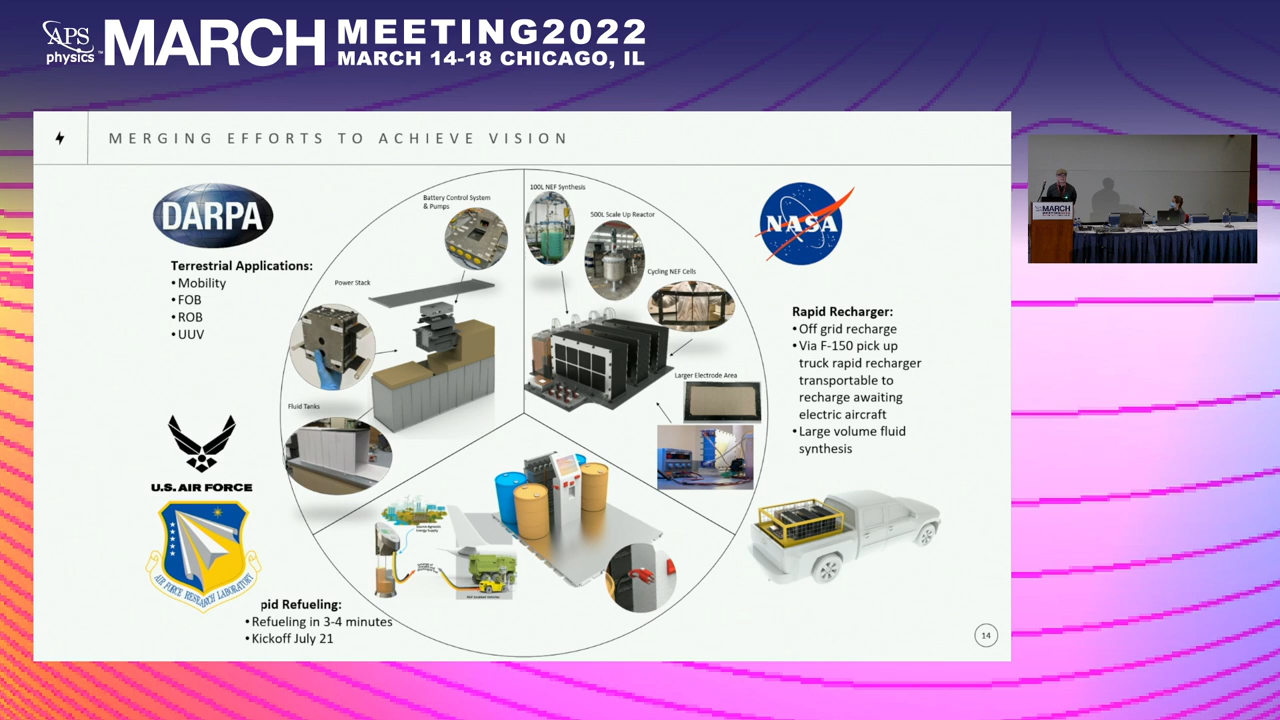 APS
physics
MARCH
MEETING2022
MARCH 14-18 CHICAGO, IL
MERGING EFFORTS TO ACHIEVE VISION
DARPA
Terrestrial Applications:
• Mobility
• FOB
• ROB
• UUV
U.S. AIR FORCE
AIR FORCE RESEARCH LABORATORY
pid Refueling:
• Refueling in 3-4 minutes
• Kickoff July 21
Battery Control System
& Pumps
Power Stack
Fluid Tanks
100L NEF Synthesis
500L Scale Up Reactor
Cycling NEF Cells
Larger Electrode Area
NASA
Rapid Recharger:
• Off grid recharge
• Via F-150 pick up
truck rapid recharger
transportable to
recharge awaiting
electric aircraft
• Large volume fluid
synthesis
14
MARCH